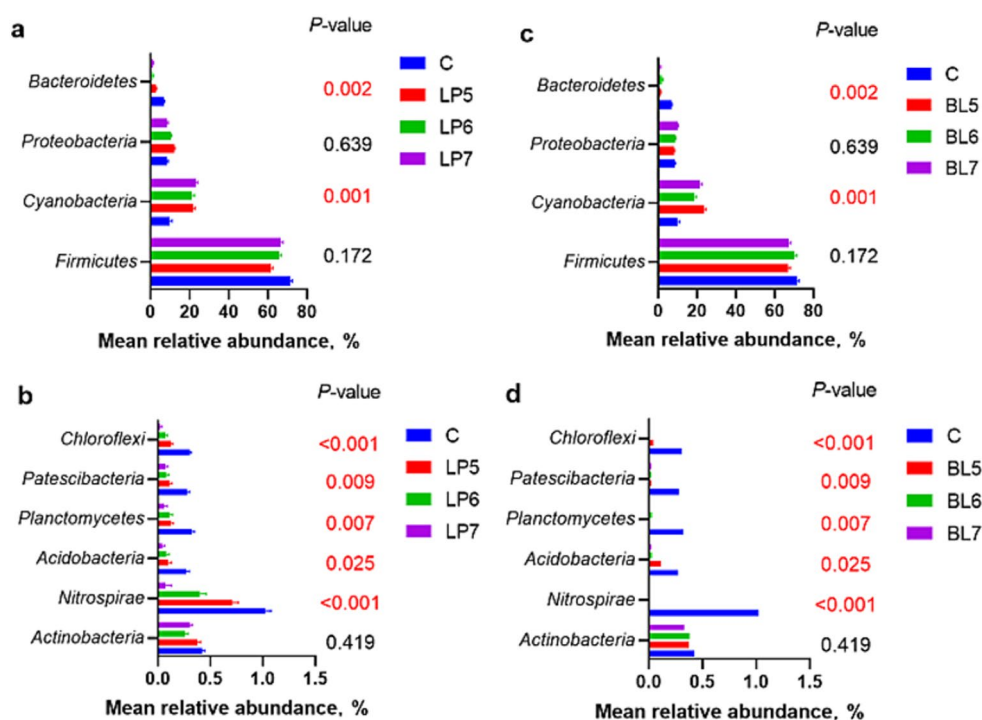 a
P-value
C
LP5
LP6
LP7
Bacteroidetes
0.002
Proteobacteria
0.639
Cyanobacteria
0.001
Firmicutes
0.172
0 20 40 60 80
Mean relative abundance, %
c
P-value
C
BL5
BL6
BL7
Bacteroidetes
0.002
Proteobacteria
0.639
Cyanobacteria
0.001
Firmicutes
0.172
0 20 40 60 80
Mean relative abundance, %
b
P-value
C
LP5
LP6
LP7
Chloroflexi
<0.001
Patescibacteria
0.009
Planctomycetes
0.007
Acidobacteria
0.025
Nitrospirae
<0.001
Actinobacteria
0.419
0.0 0.5 1.0 1.5
Mean relative abundance, %
d
P-value
C
BL5
BL6
BL7
Chloroflexi
<0.001
Patescibacteria
0.009
Planctomycetes
0.007
Acidobacteria
0.025
Nitrospirae
<0.001
Actinobacteria
0.419
0.0 0.5 1.0 1.5
Mean relative abundance, %